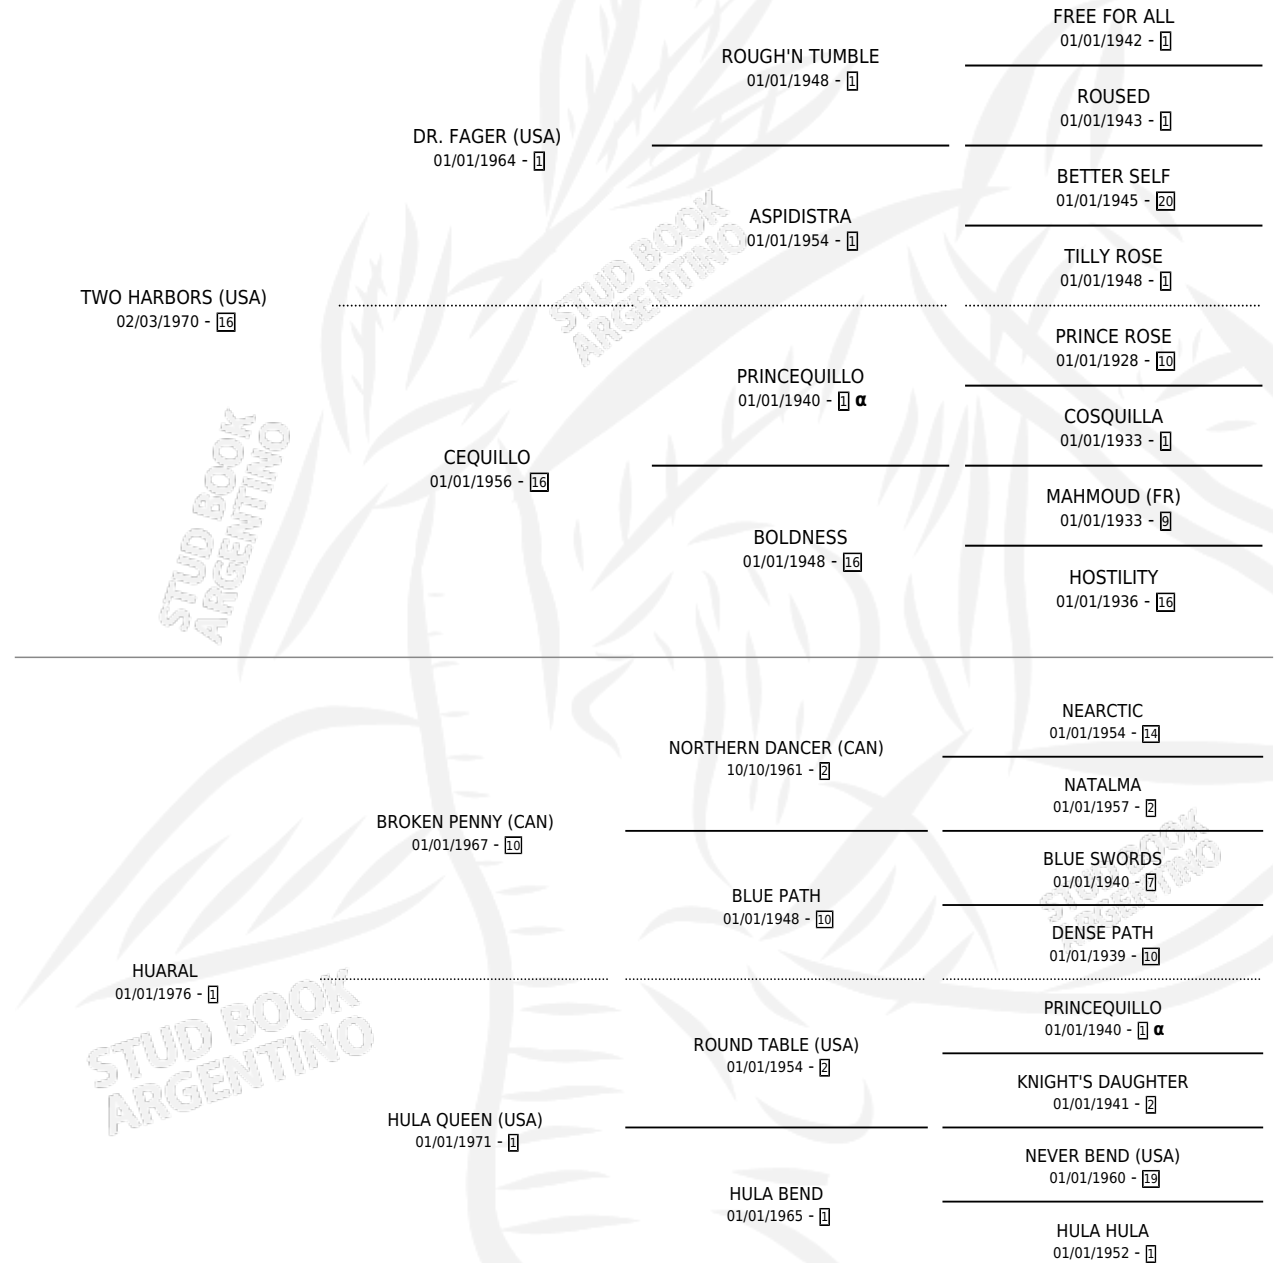 FREE FOR ALL
01/01/1942 - 1
ROUGH'N TUMBLE
01/01/1948 - 1
ROUSED
01/01/1943 - 1
DR. FAGER (USA)
01/01/1964 - 1
BETTER SELF
01/01/1945 - 20
ASPIDISTRA
01/01/1954 - 1
TILLY ROSE
01/01/1948 - 1
TWO HARBORS (USA)
02/03/1970 - 16
PRINCE ROSE
01/01/1928 - 10
PRINCEQUILLO
01/01/1940 - 1 α
COSQUILLA
01/01/1933 - 1
CEQUILLO
01/01/1956 - 16
MAHMOUD (FR)
01/01/1933 - 9
BOLDNESS
01/01/1948 - 16
HOSTILITY
01/01/1936 - 16
NEARCTIC
01/01/1954 - 14
NORTHERN DANCER (CAN)
10/10/1961 - 2
NATALMA
01/01/1957 - 2
BROKEN PENNY (CAN)
01/01/1967 - 10
BLUE SWORDS
01/01/1940 - 7
BLUE PATH
01/01/1948 - 10
DENSE PATH
01/01/1939 - 10
HUARAL
01/01/1976 - 1
PRINCEQUILLO
01/01/1940 - 1 α
ROUND TABLE (USA)
01/01/1954 - 2
KNIGHT'S DAUGHTER
01/01/1941 - 2
HULA QUEEN (USA)
01/01/1971 - 1
NEVER BEND (USA)
01/01/1960 - 19
HULA BEND
01/01/1965 - 1
HULA HULA
01/01/1952 - 1
STUD BOOK
ARGENTINO
STUD BOOK
ARGENTINO
STUD BOOK
ARGENTINO
STUD BOOK
ARGENTINO